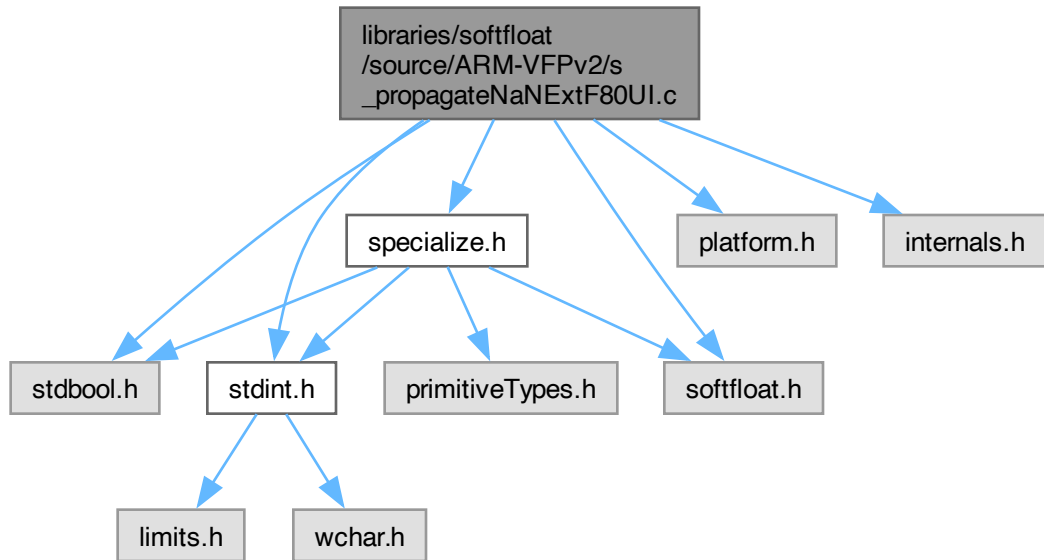 libraries/softfloat
/source/ARM-VFPv2/s
_propagateNaNExtF80UI.c
specialize.h
platform.h
internals.h
stdbool.h
stdint.h
primitiveTypes.h
softfloat.h
limits.h
wchar.h